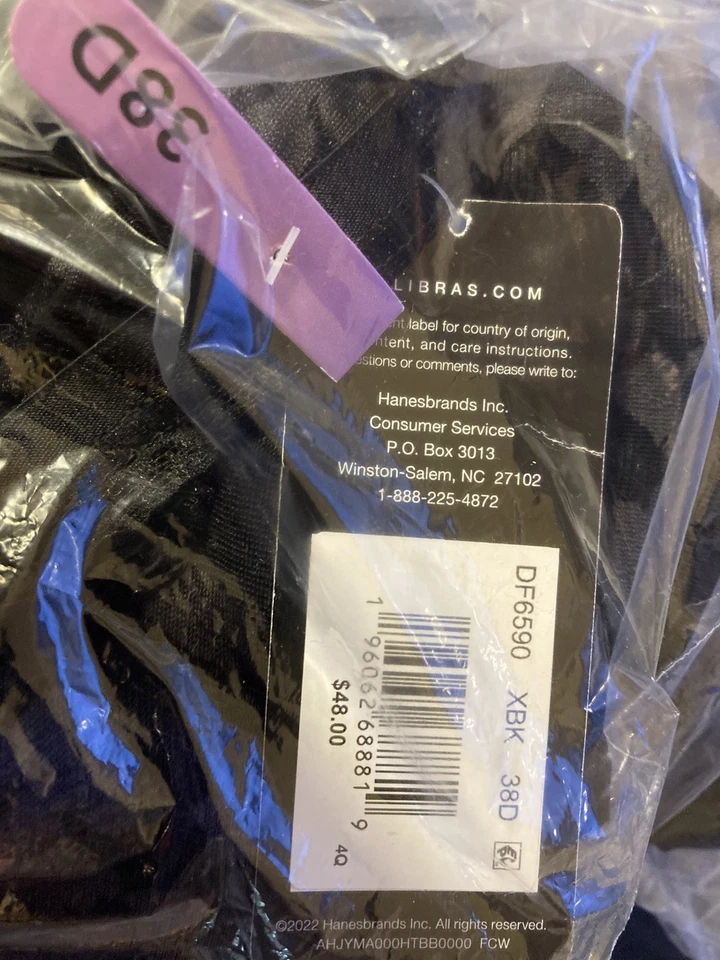 38D
LIBRAS.COM
label for country of origin,
and care instructions.
or comments, please write to:
Hanesbrands Inc.
Consumer Services
P.O. Box 3013
Winston-Salem, NC 27102
1-888-225-4872
DF6590 XBK 38D
1 96062 68881 9
$48.00 4Q
©2022 Hanesbrands Inc. All rights reserved.
AHJYMA000HTBB0000 FCW